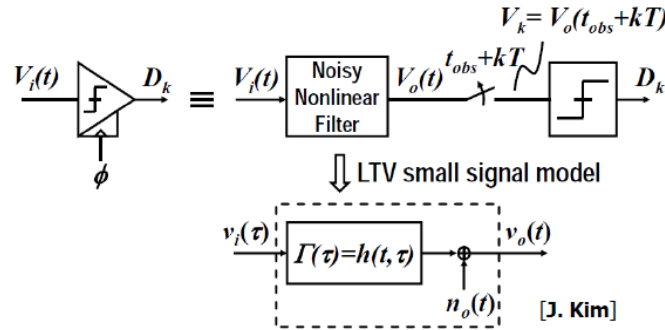 V_k = V_o(t_obs+kT)
V_i(t)
D_k
≡
V_i(t)
Noisy
Nonlinear
Filter
V_o(t)
t_obs+kT
D_k
ϕ
LTV small signal model
v_i(τ)
Γ(τ)=h(t,τ)
v_o(t)
n_o(t)
[J. Kim]